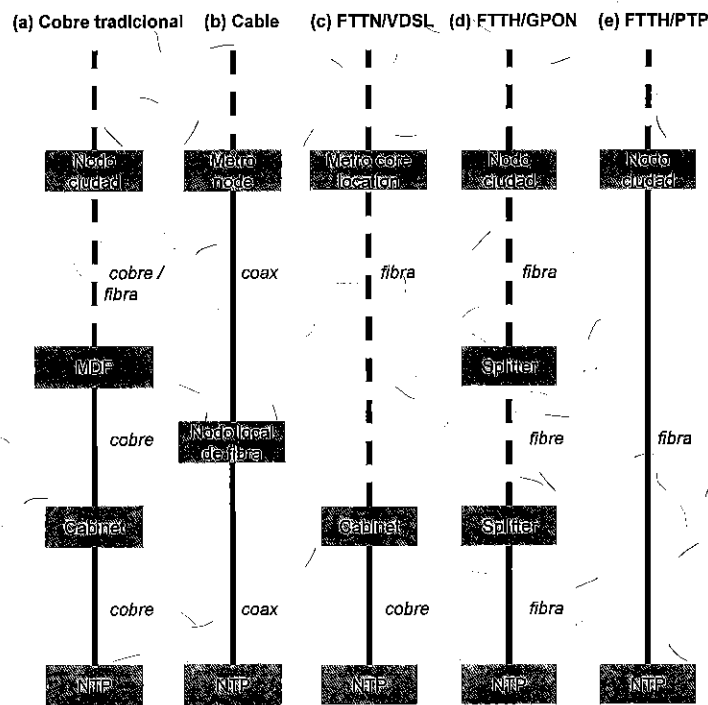 (a) Cobre tradicional (b) Cable (c) FTTN/VDSL (d) FTTH/GPON (e) FTTH/PTP
Nodo ciudad Metro node Metro core location Nodo ciudad Nodo ciudad
cobre / fibra coax fibra fibra
MDF Splitter
cobre Nodo local de fibra fibre fibra
Cabinet Cabinet Splitter
cobre coax cobre fibra
NTP NTP NTP NTP NTP